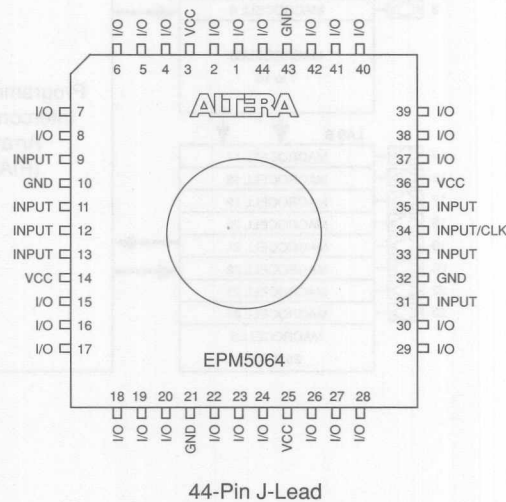 I/O I/O I/O VCC I/O I/O I/O GND I/O I/O I/O
6 5 4 3 2 1 44 43 42 41 40
ALTERA
I/O 7
I/O 8
INPUT 9
GND 10
INPUT 11
INPUT 12
INPUT 13
VCC 14
I/O 15
I/O 16
I/O 17
39 I/O
38 I/O
37 I/O
36 VCC
35 INPUT
34 INPUT/CLK
33 INPUT
32 GND
31 INPUT
30 I/O
29 I/O
EPM5064
18 19 20 21 22 23 24 25 26 27 28
I/O I/O I/O GND I/O I/O I/O VCC I/O I/O I/O
44-Pin J-Lead